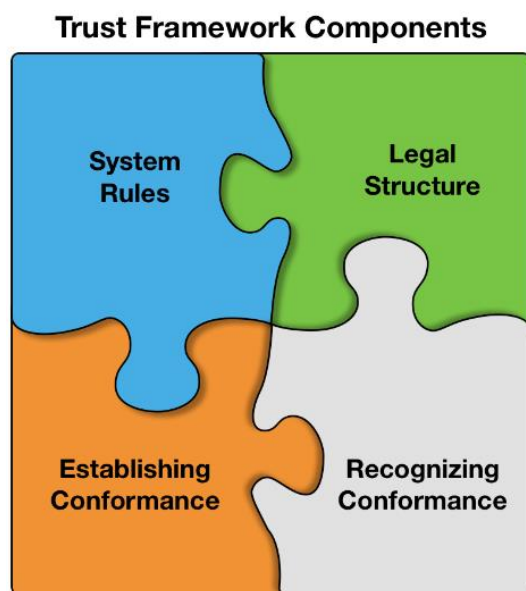 Trust Framework Components
System
Rules
Legal
Structure
Establishing
Conformance
Recognizing
Conformance